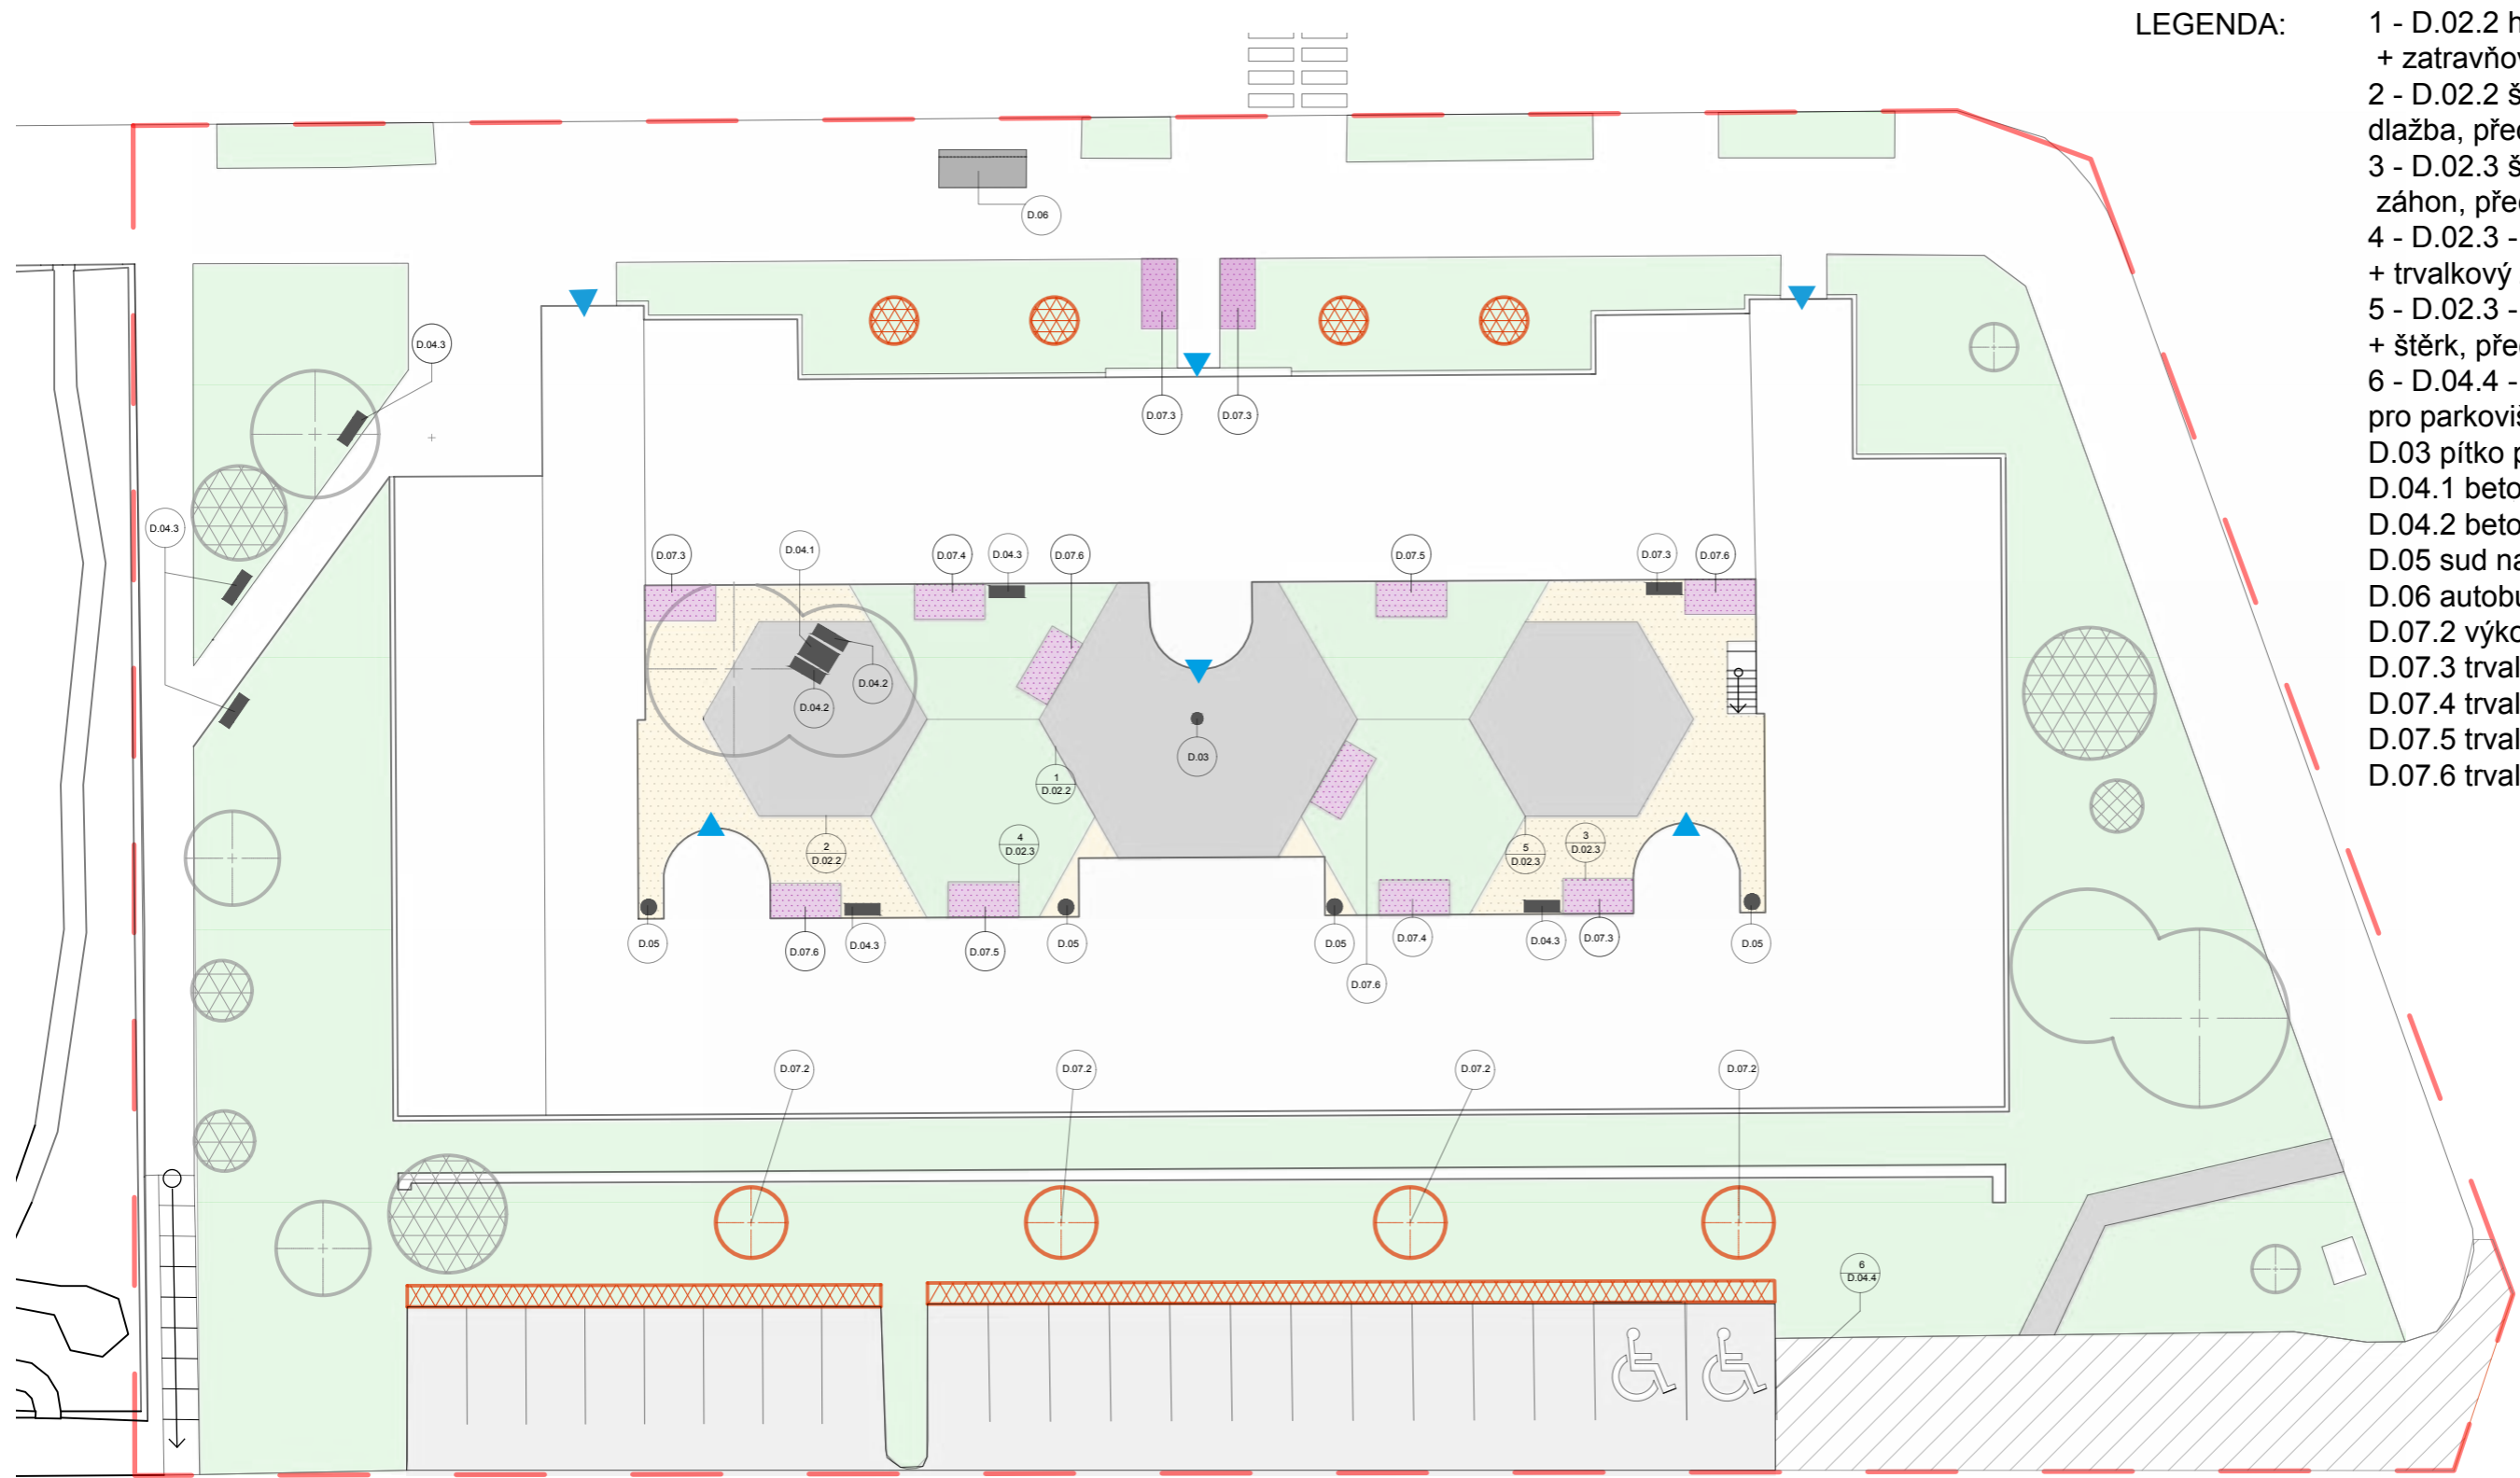 LEGENDA:
1 - D.02.2 h
+ zatravňov
2 - D.02.2 š
dlažba, před
3 - D.02.3 š
záhon, před
4 - D.02.3 -
+ trvalkový
5 - D.02.3 -
+ štěrk, před
6 - D.04.4 -
pro parkoviš
D.03 pítko p
D.04.1 beto
D.04.2 beto
D.05 sud na
D.06 autobu
D.07.2 výko
D.07.3 trval
D.07.4 trval
D.07.5 trval
D.07.6 trval
D.06
D.04.3
D.07.3
D.07.3
D.04.3
D.07.3
D.04.1
D.07.4
D.04.3
D.07.6
D.07.5
D.07.3
D.07.6
D.04.2
D.04.2
D.03
1
D.02.2
2
D.02.2
4
D.02.3
5
D.02.3
3
D.02.3
D.05
D.07.6
D.04.3
D.07.5
D.05
D.05
D.07.4
D.04.3
D.07.3
D.05
D.07.6
D.07.2
D.07.2
D.07.2
D.07.2
6
D.04.4